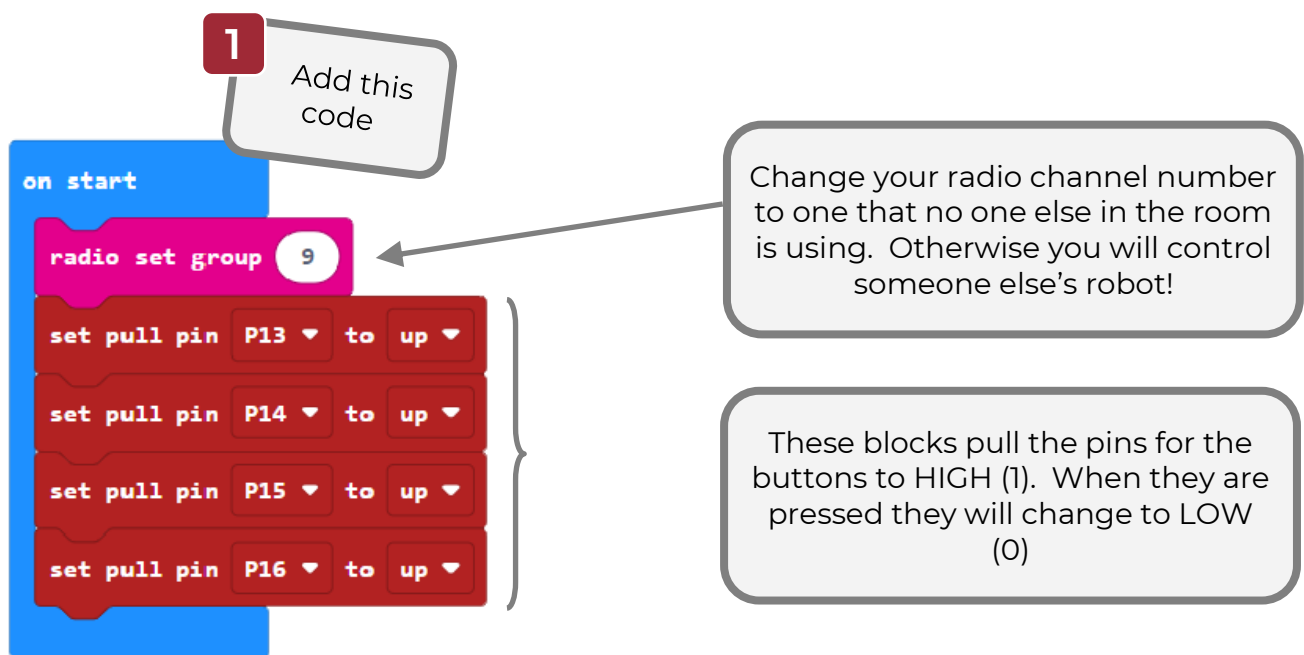 1
Add this
code
on start
radio set group 9
set pull pin P13 to up
set pull pin P14 to up
set pull pin P15 to up
set pull pin P16 to up
Change your radio channel number
to one that no one else in the room
is using.  Otherwise you will control
someone else’s robot!
These blocks pull the pins for the
buttons to HIGH (1).  When they are
pressed they will change to LOW
(0)